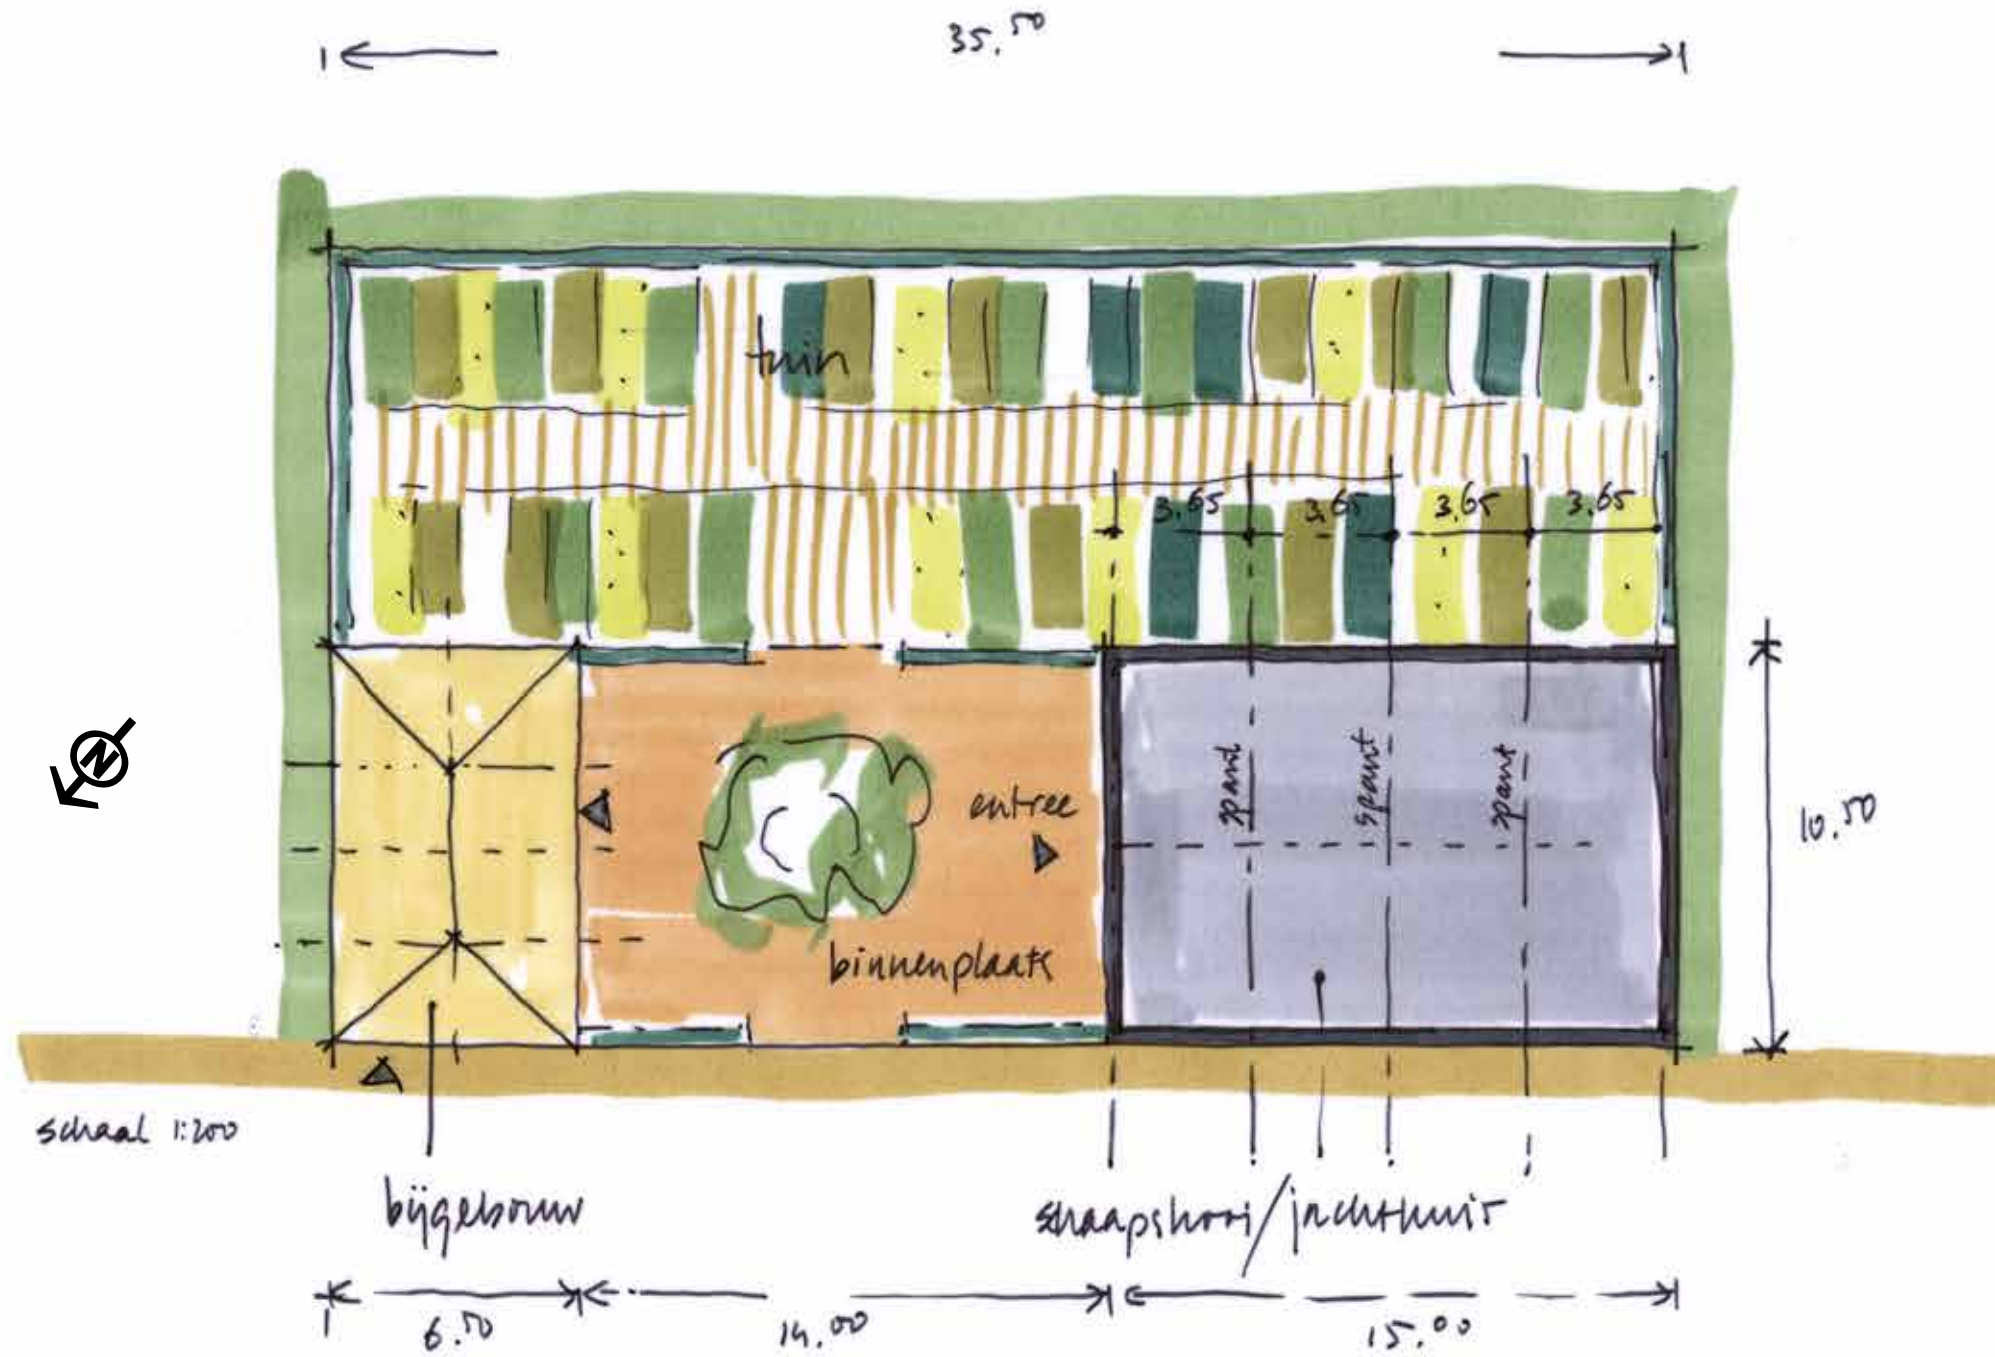 35.50
tuin
3.65 3.65 3.65 3.65
N
spant spant spant
entree
10.50
binnenplaats
schaal 1:200
bijgebouw
schaapskooi/jachthuis
6.50 14.00 15.00